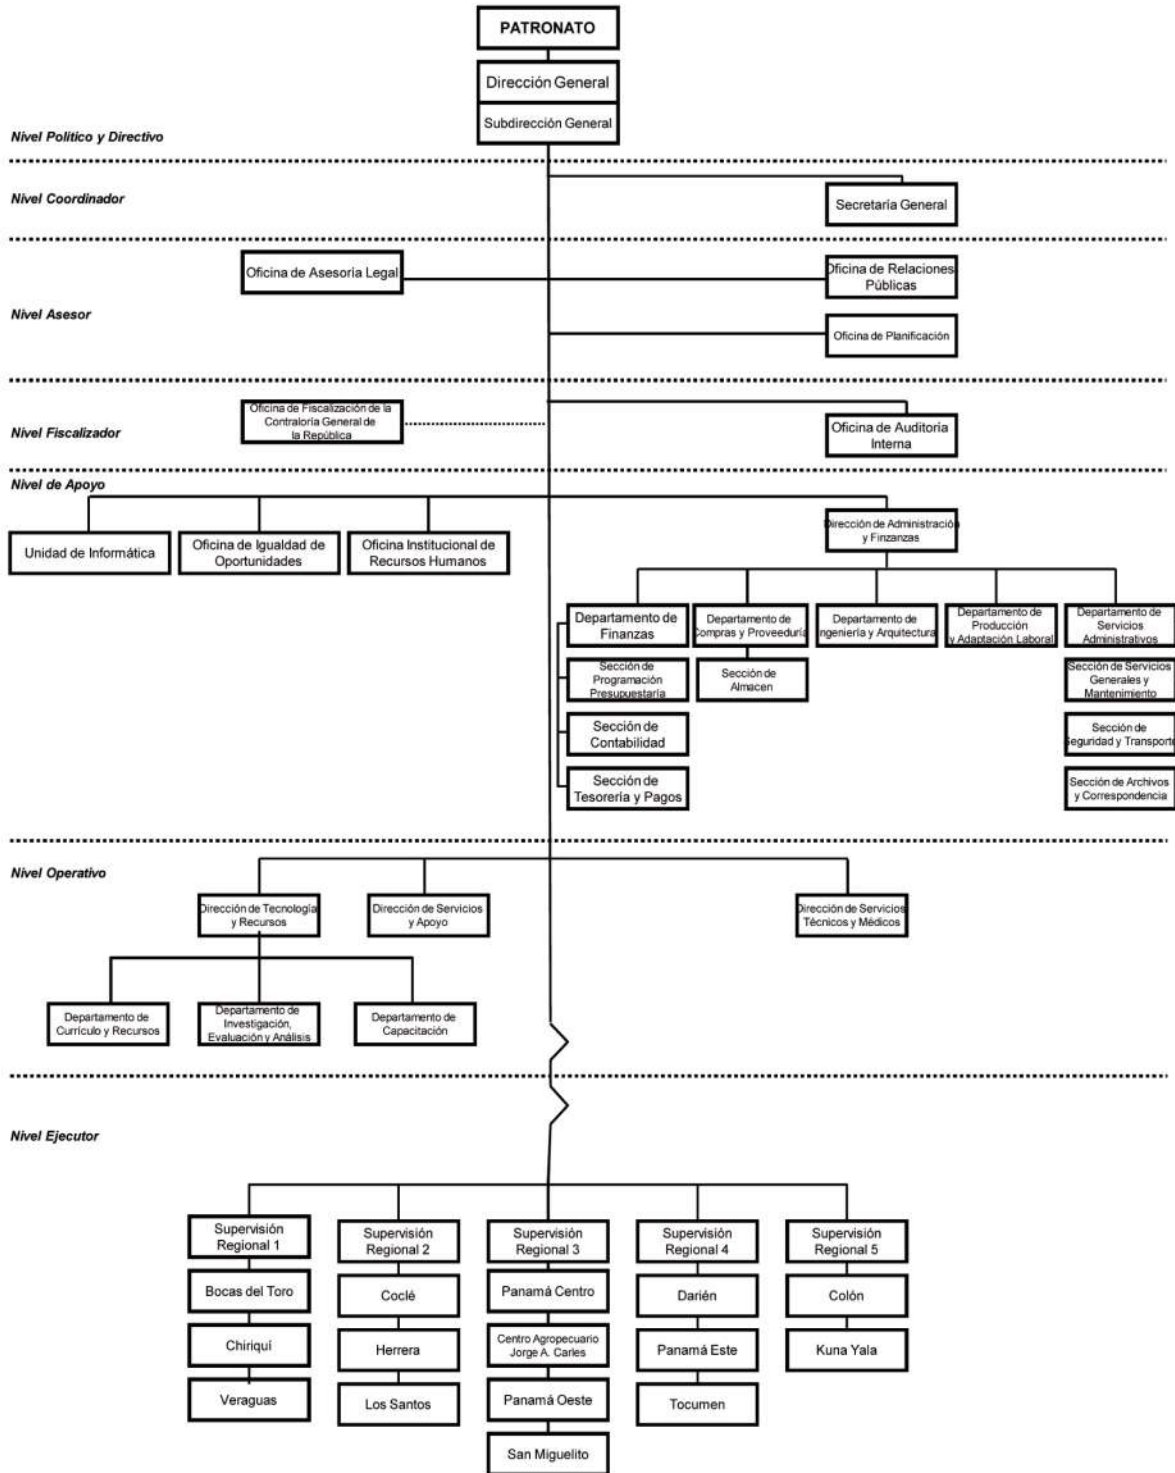 PATRONATO
Dirección General
Subdirección General
Nivel Político y Directivo
Nivel Coordinador
Secretaría General
Oficina de Asesoría Legal
Oficina de Relaciones
Públicas
Nivel Asesor
Oficina de Planificación
Oficina de Fiscalización de la
Contraloría General de
la República
Nivel Fiscalizador
Oficina de Auditoría
Interna
Nivel de Apoyo
Unidad de Informática
Oficina de Igualdad de
Oportunidades
Oficina Institucional de
Recursos Humanos
Dirección de Administración
y Finzanzas
Departamento de
Finanzas
Departamento de
Compras y Proveeduría
Departamento de
Ingeniería y Arquitectura
Departamento de
Producción
y Adaptación Laboral
Departamento de
Servicios
Administrativos
Sección de
Programación
Presupuestaría
Sección de
Almacen
Sección de Servicios
Generales y
Mantenimiento
Sección de
Contabilidad
Sección de
Seguridad y Transporte
Sección de
Tesorería y Pagos
Sección de Archivos
y Correspondencia
Nivel Operativo
Dirección de Tecnología
y Recursos
Dirección de Servicios
y Apoyo
Dirección de Servicios
Técnicos y Médicos
Departamento de
Currículo y Recursos
Departamento de
Investigación,
Evaluación y Análisis
Departamento de
Capacitación
Nivel Ejecutor
Supervisión
Regional 1
Supervisión
Regional 2
Supervisión
Regional 3
Supervisión
Regional 4
Supervisión
Regional 5
Bocas del Toro
Coclé
Panamá Centro
Darién
Colón
Chiriquí
Herrera
Centro Agropecuario
Jorge A. Carles
Panamá Este
Kuna Yala
Veraguas
Los Santos
Panamá Oeste
Tocumen
San Miguelito